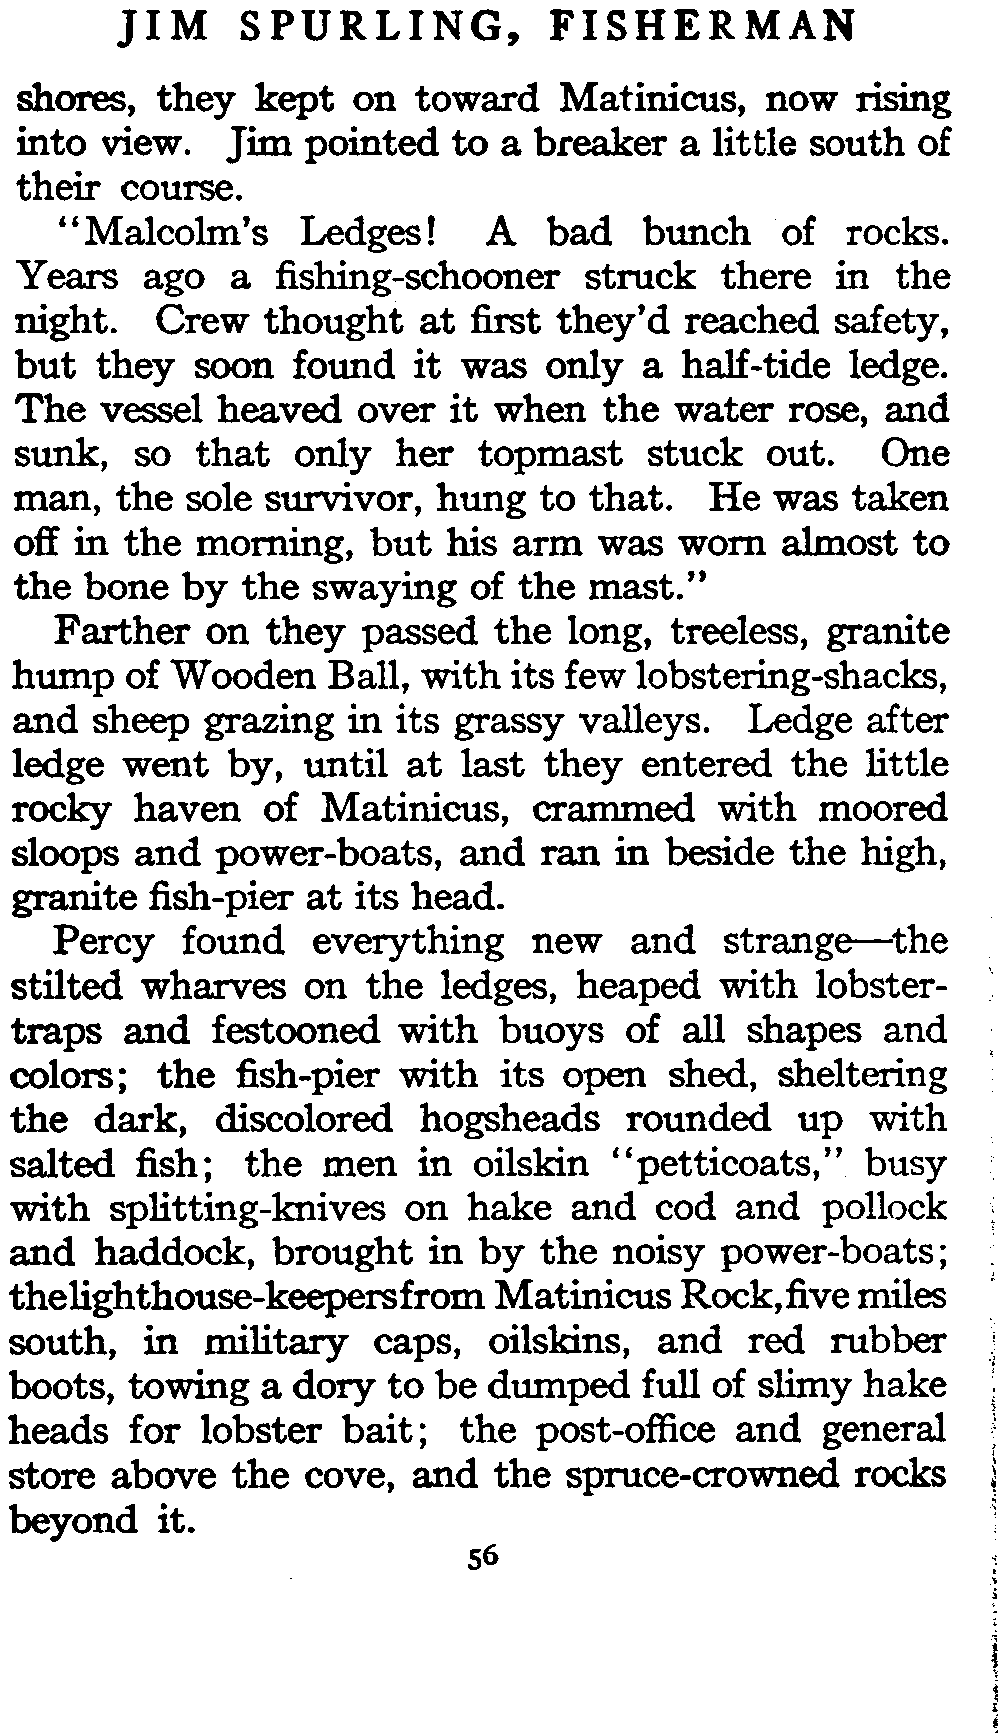 JIM SPURLING, FISHERMAN
shores, they kept on toward Matinicus, now rising
into view. Jim pointed to a breaker a little south of
their course.
“Malcolm's Ledges! A bad bunch of rocks.
Years ago a fishing-schooner struck there in the
night. Crew thought at first they'd reached safety,
but they soon found it was only a half-tide ledge.
The vessel heaved over it when the water rose, and
sunk, so that only her topmast stuck out. One
man, the sole survivor, hung to that. He was taken
off in the morning, but his arm was worn almost to
the bone by the swaying of the mast.”
Farther on they passed the long, treeless, granite
hump of Wooden Ball, with its few lobstering-shacks,
and sheep grazing in its grassy valleys. Ledge after
ledge went by, until at last they entered the little
rocky haven of Matinicus, crammed with moored
sloops and power-boats, and ran in beside the high,
granite fish-pier at its head.
Percy found everything new and strange—the
stilted wharves on the ledges, heaped with lobster-
traps and festooned with buoys of all shapes and
colors; the fish-pier with its open shed, sheltering
the dark, discolored hogsheads rounded up with
salted fish; the men in oilskin “petticoats,” busy
with splitting-knives on hake and cod and pollock
and haddock, brought in by the noisy power-boats;
the lighthouse-keepers from Matinicus Rock, five miles
south, in military caps, oilskins, and red rubber
boots, towing a dory to be dumped full of slimy hake
heads for lobster bait; the post-office and general
store above the cove, and the spruce-crowned rocks
beyond it.
56